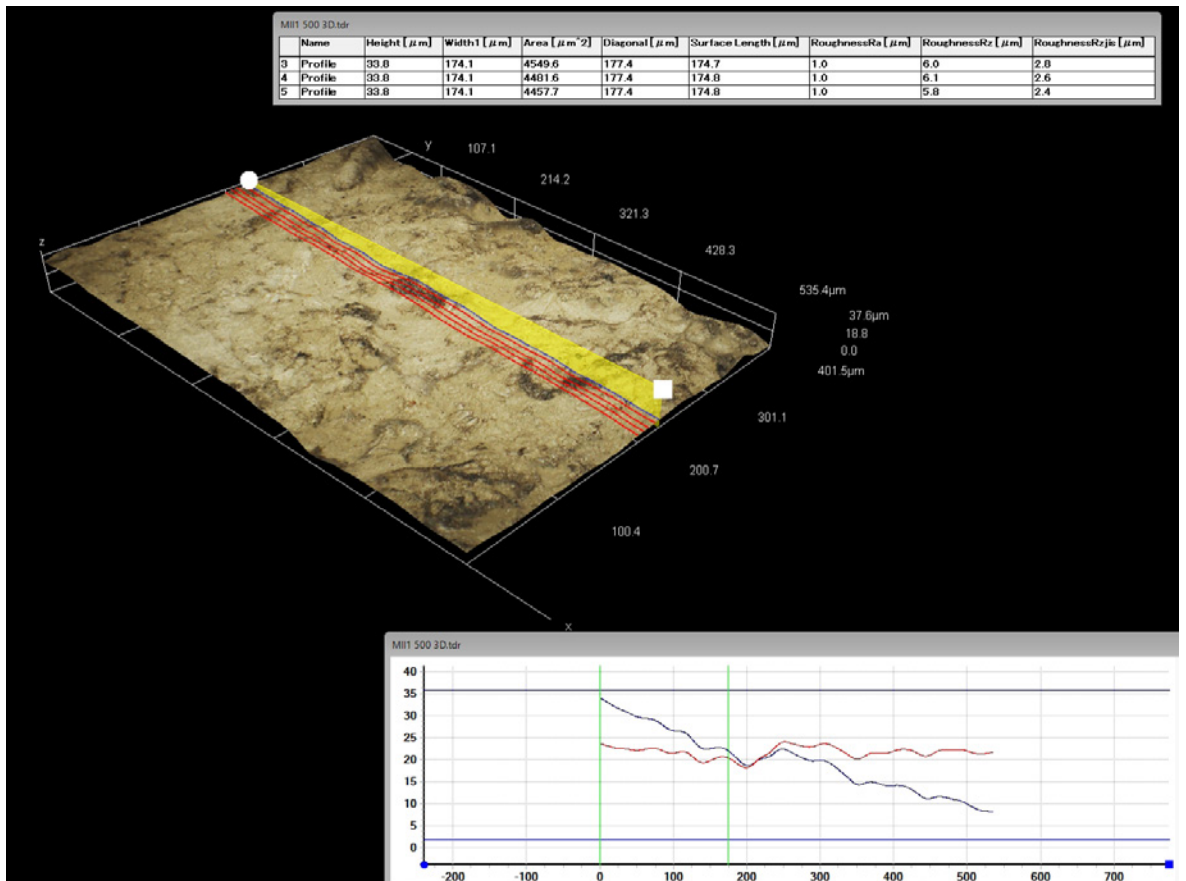 MII1 500 3D.tdr
Name Height [μm] Width1 [μm] Area [μm^2] Diagonal [μm] Surface Length [μm] RoughnessRa [μm] RoughnessRz [μm] RoughnessRzjis [μm]
3 Profile 33.8 174.1 4549.6 177.4 174.7 1.0 6.0 2.8
4 Profile 33.8 174.1 4481.6 177.4 174.8 1.0 6.1 2.6
5 Profile 33.8 174.1 4457.7 177.4 174.8 1.0 5.8 2.4
y
107.1
214.2
321.3
428.3
z
535.4μm
37.6μm
18.8
0.0
401.5μm
301.1
200.7
100.4
x
MII1 500 3D.tdr
40
35
30
25
20
15
10
5
0
-200 -100 0 100 200 300 400 500 600 700